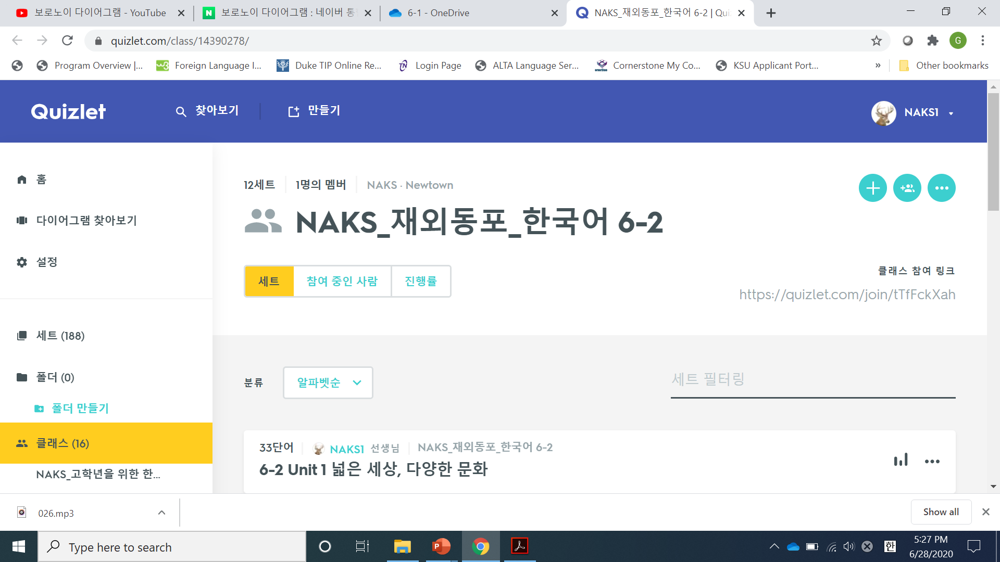 보로노이 다이어그램 - YouTube
보로노이 다이어그램 : 네이버 통
6-1 - OneDrive
NAKS_재외동포_한국어 6-2 | Qui
quizlet.com/class/14390278/
G
Program Overview |...
Foreign Language I...
Duke TIP Online Re...
Login Page
ALTA Language Ser...
Cornerstone My Co...
KSU Applicant Port...
»
Other bookmarks
Quizlet
찾아보기
만들기
NAKS1
홈
다이어그램 찾아보기
설정
세트 (188)
폴더 (0)
폴더 만들기
클래스 (16)
NAKS_고학년을 위한 한...
12세트
1명의 멤버
NAKS · Newtown
NAKS_재외동포_한국어 6-2
세트
참여 중인 사람
진행률
클래스 참여 링크
https://quizlet.com/join/tTfFckXah
분류
알파벳순
세트 필터링
33단어
NAKS1 선생님
NAKS_재외동포_한국어 6-2
6-2 Unit 1 넓은 세상, 다양한 문화
026.mp3
Show all
Type here to search
한
5:27 PM
6/28/2020